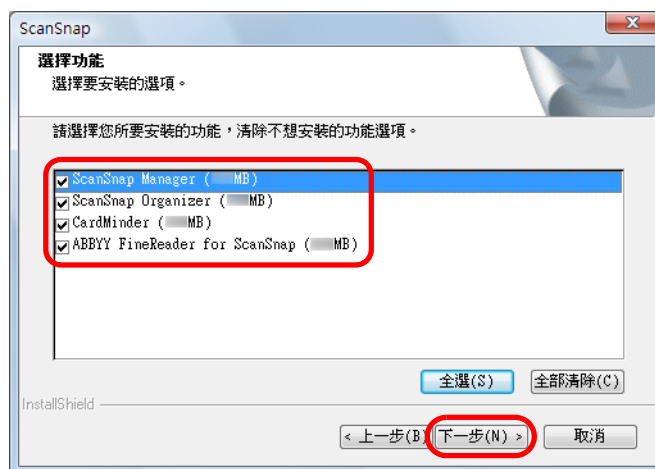 ScanSnap
選擇功能
選擇要安裝的選項。
請選擇您所要安裝的功能，清除不想安裝的功能選項。
ScanSnap Manager ( MB)
ScanSnap Organizer ( MB)
CardMinder ( MB)
ABBYY FineReader for ScanSnap ( MB)
全選(S) 全部清除(C)
InstallShield
< 上一步(B) 下一步(N) > 取消